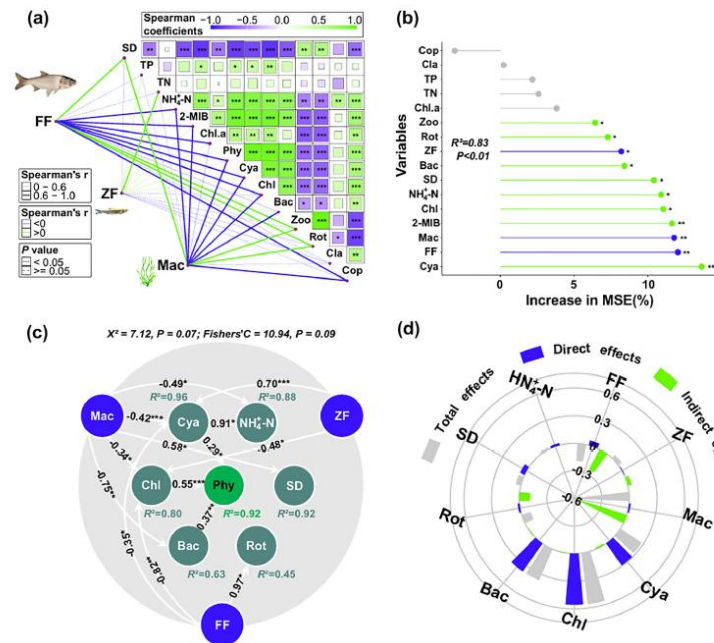 (a)
Spearman coefficients
−1.0 −0.5 0.0 0.5 1.0
SD
TP
TN
NH₄⁺-N
2-MIB
Chl.a
Phy
Cya
Chl
Bac
Zoo
Rot
Cla
Cop
FF
ZF
Mac
Spearman's r
0 - 0.6
0.6 - 1.0
Spearman's r
<0
>0
P value
< 0.05
>= 0.05
(b)
Variables
Cop
Cla
TP
TN
Chl.a
Zoo *
Rot *
ZF *
Bac *
SD *
NH₄⁺-N *
Chl *
2-MIB **
Mac **
FF **
Cya **
R²=0.83
P<0.01
0 5 10
Increase in MSE(%)
(c)
X² = 7.12, P = 0.07; Fishers'C = 10.94, P = 0.09
-0.49* 0.70***
R²=0.96 R²=0.88
Mac -0.42*** Cya 0.91* NH₄⁺-N ZF
-0.34* 0.58* 0.29* -0.48*
Chl 0.55*** Phy SD
-0.75** R²=0.80 R²=0.92 R²=0.92
0.37**
Bac Rot
-0.35* -0.82** R²=0.63 R²=0.45
0.97*
FF
(d)
Direct effects
Total effects
Indirect
HN₄⁺-N
FF
ZF
Mac
Cya
Chl
Bac
Rot
SD
0.6
0.3
0
-0.3
-0.6